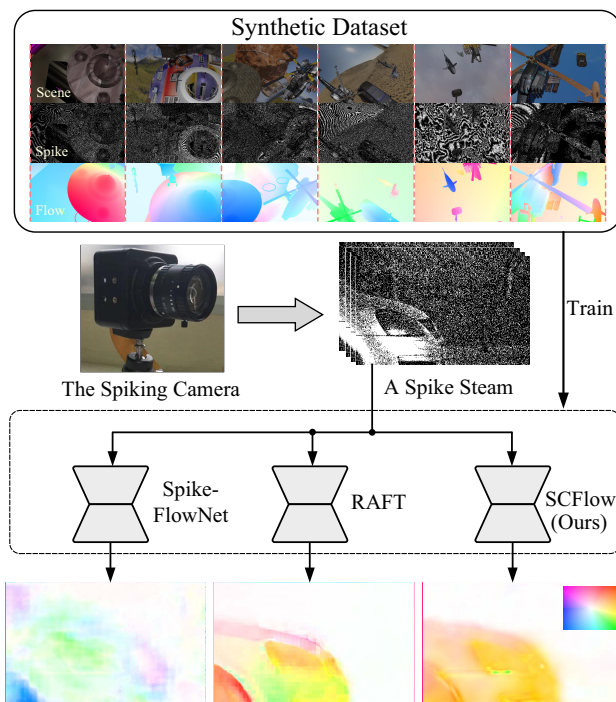 Synthetic Dataset
Scene
Spike
Flow
Train
The Spiking Camera
A Spike Steam
Spike-
FlowNet
RAFT
SCFlow
(Ours)